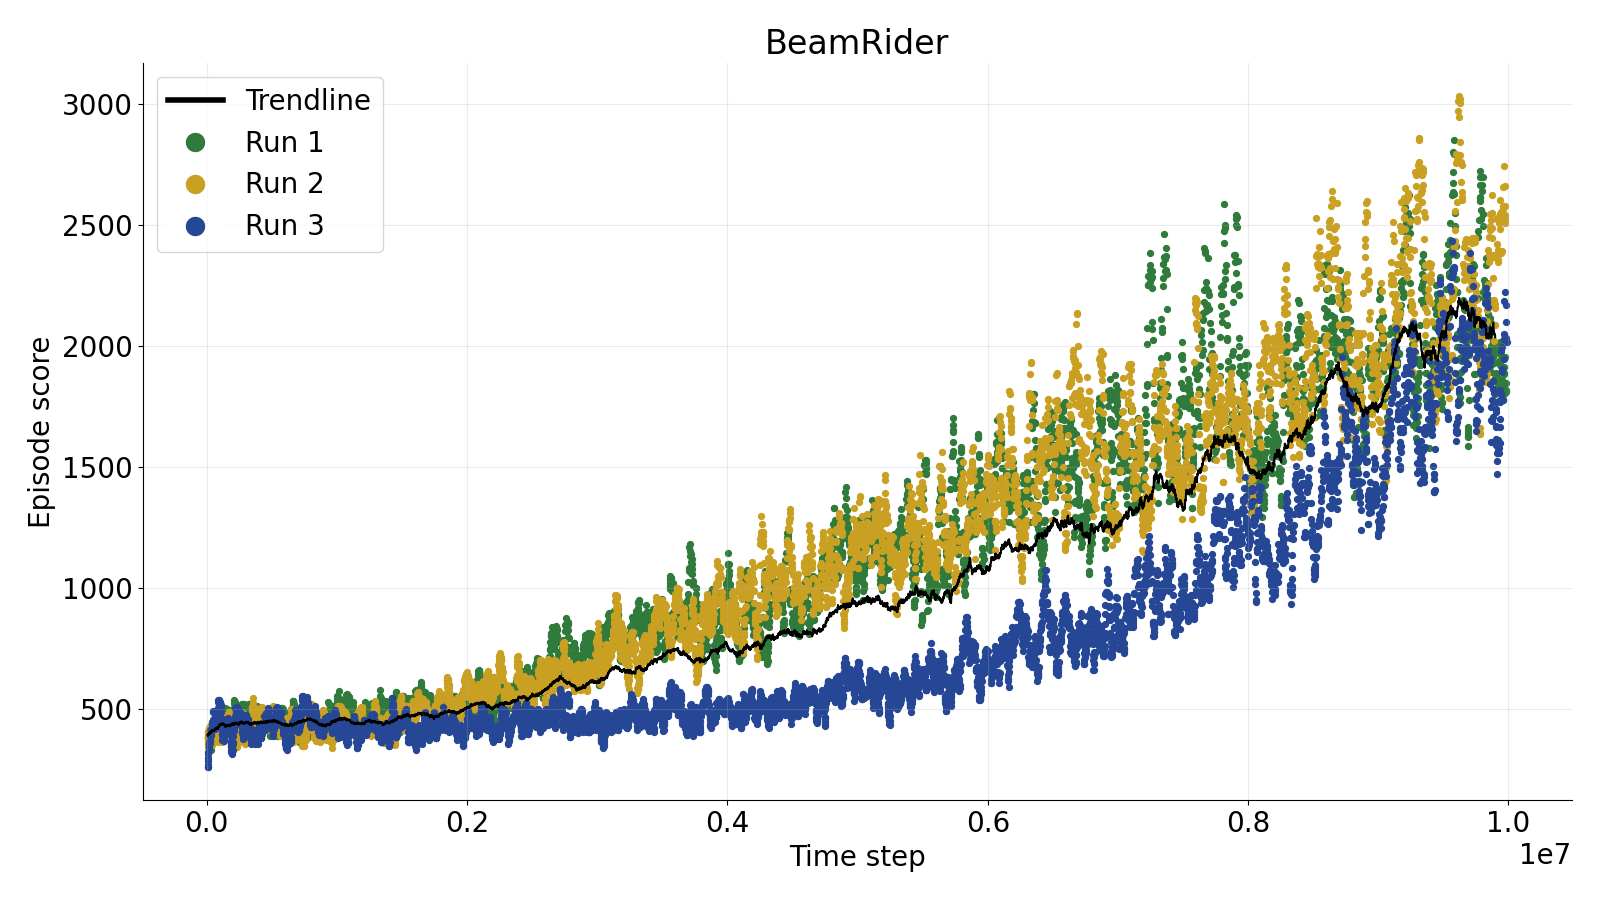 BeamRider
Trendline
Run 1
Run 2
Run 3
Episode score
3000
2500
2000
1500
1000
500
0.0 0.2 0.4 0.6 0.8 1.0
1e7
Time step